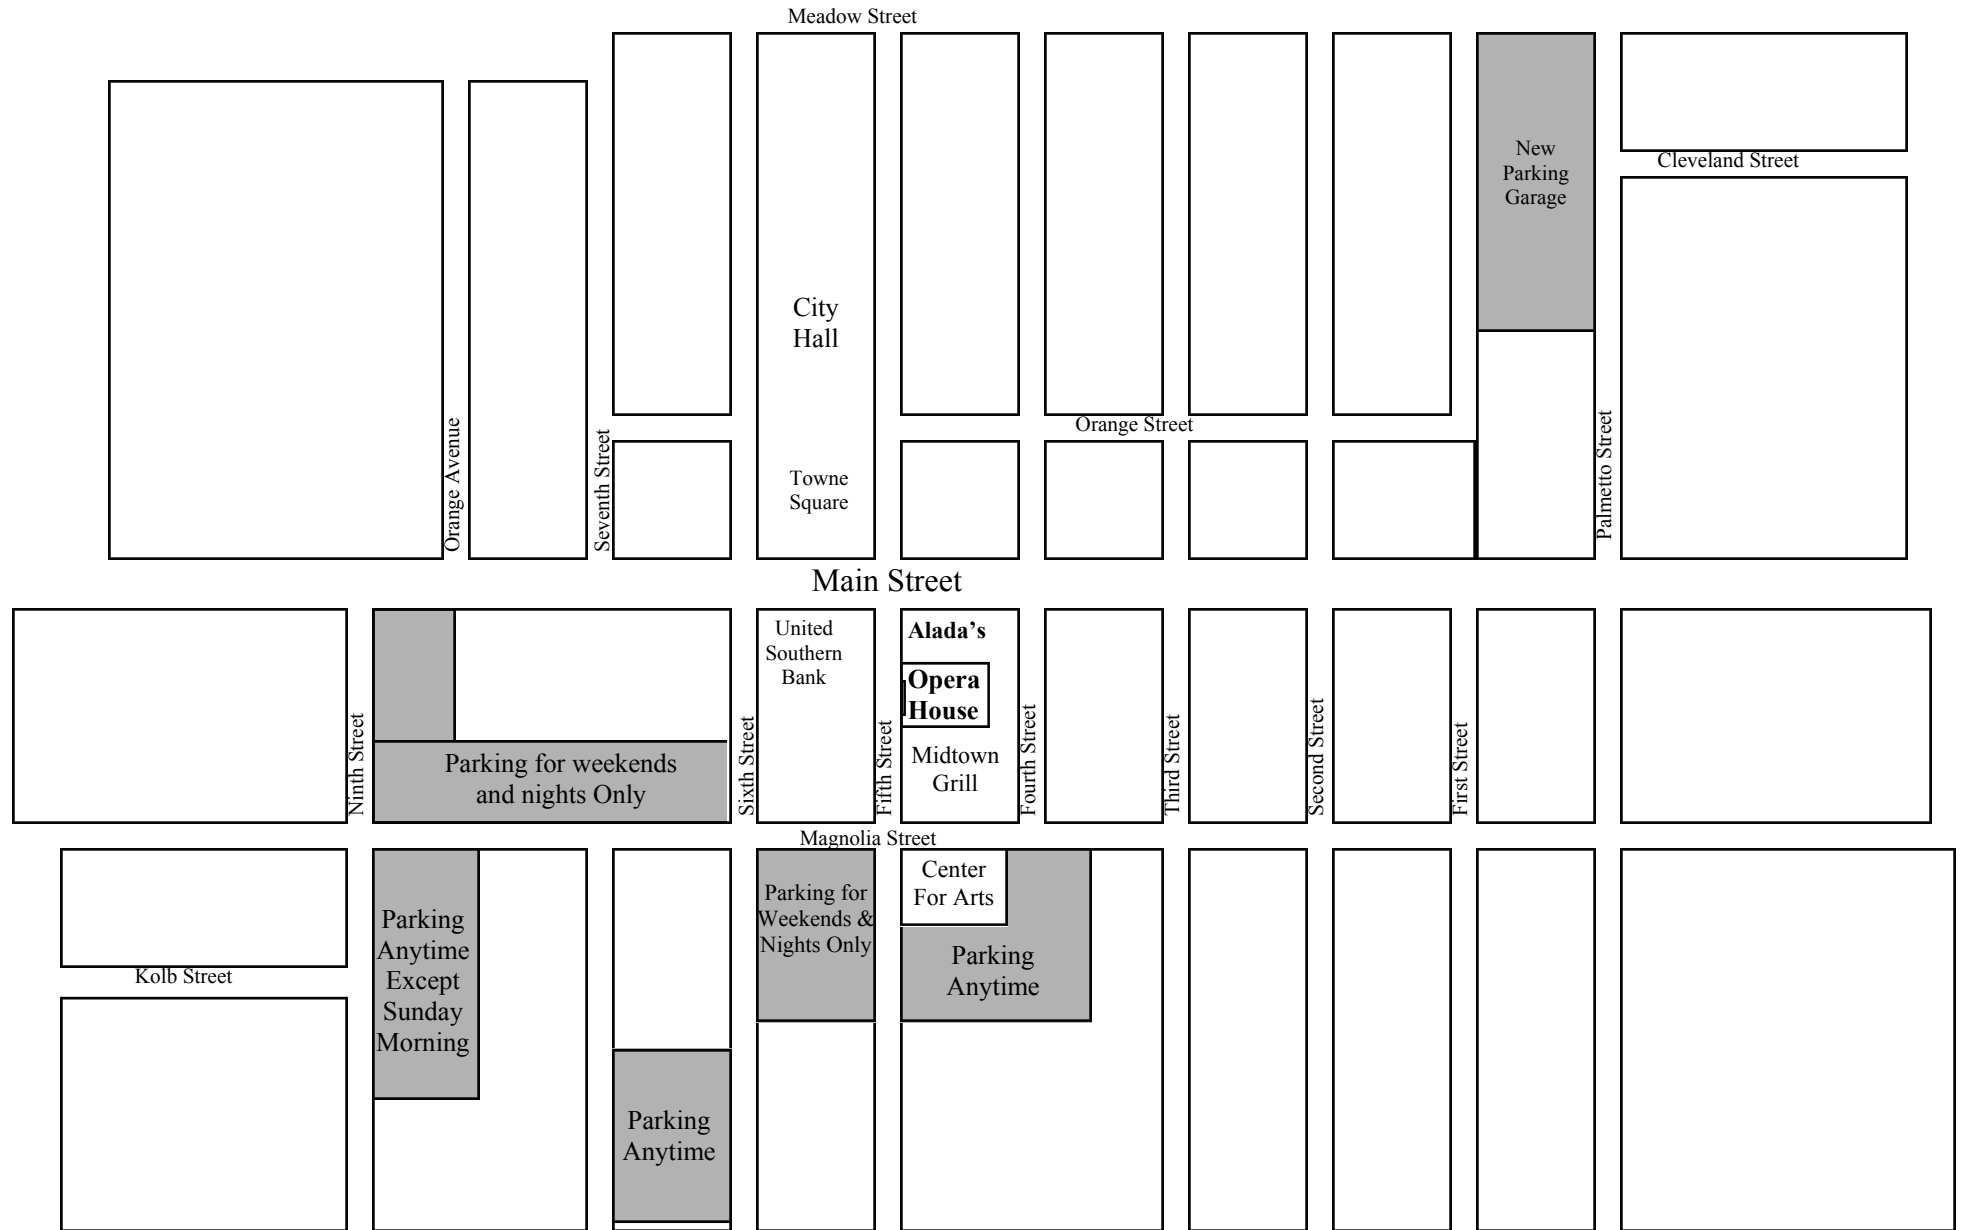 Meadow Street
New
Parking
Garage
Cleveland Street
City
Hall
Orange Street
Orange Avenue
Seventh Street
Towne
Square
Palmetto Street
Main Street
United
Southern
Bank
Alada's
Opera
House
Midtown
Grill
Ninth Street
Parking for weekends
and nights Only
Sixth Street
Fifth Street
Fourth Street
Third Street
Second Street
First Street
Magnolia Street
Center
For Arts
Parking for
Weekends &
Nights Only
Parking
Anytime
Except
Sunday
Morning
Parking
Anytime
Kolb Street
Parking
Anytime